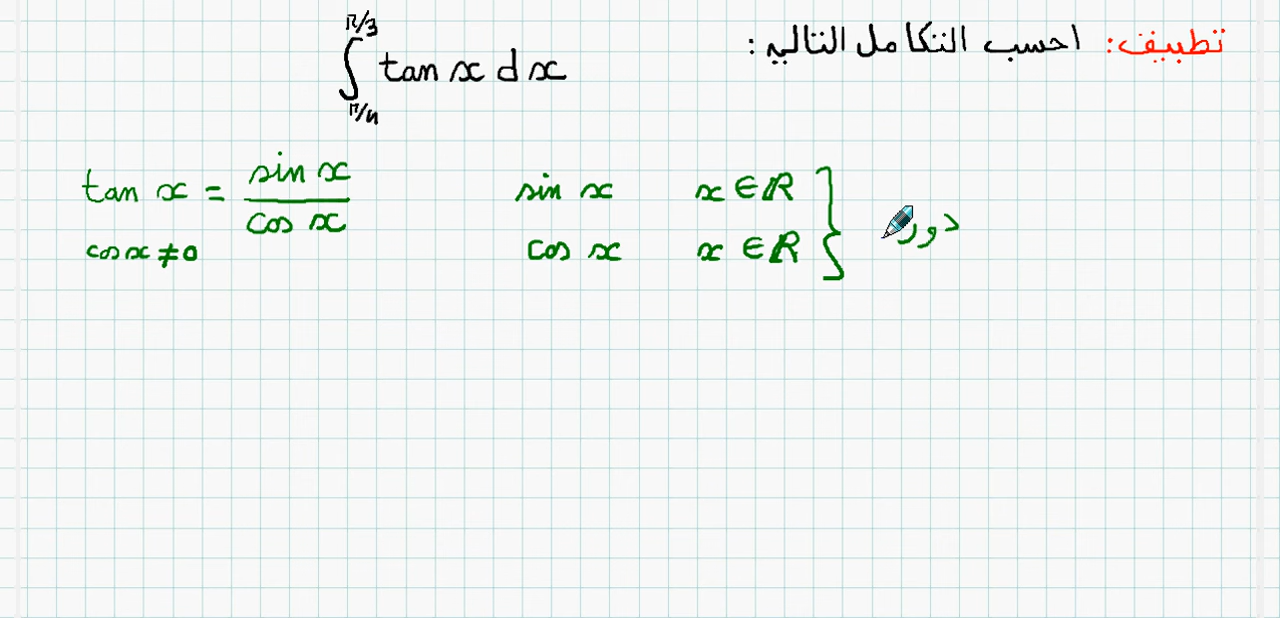 تطبيق: احسب التكامل التالي :
∫ π/3 π/4 tan x dx
tan x = sin x / cos x
cos x ≠ 0
sin x x ∈ ℝ
cos x x ∈ ℝ
دور